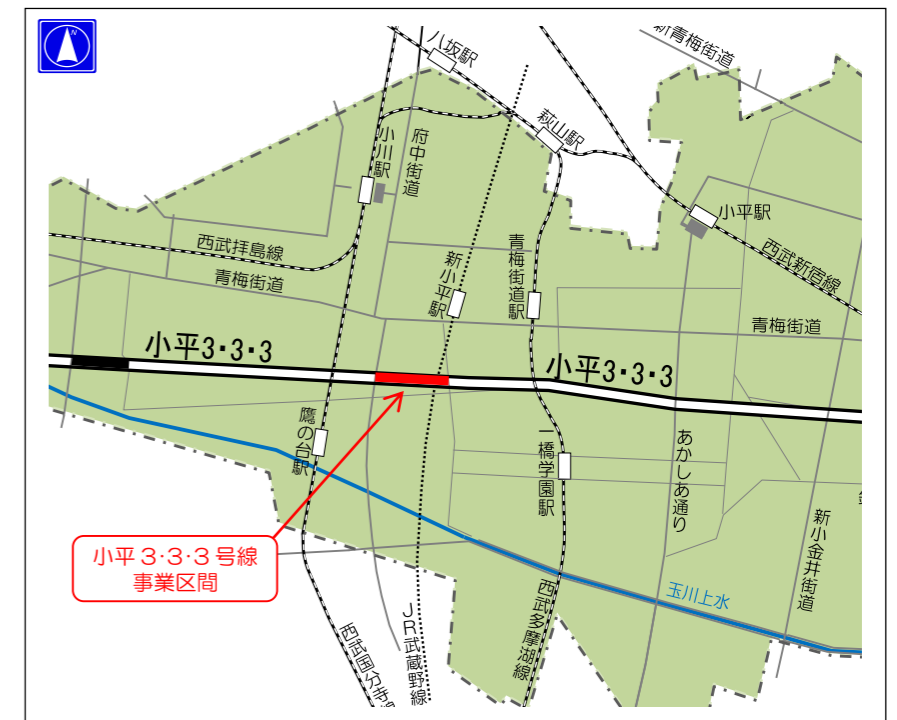 N
八坂駅
新青梅街道
萩山駅
小川駅
府中街道
小平駅
西武拝島線
青梅街道
新小平駅
青梅街道駅
西武新宿線
青梅街道
小平3・3・3
小平3・3・3
鷹の台駅
一橋学園駅
あかしあ通り
新小金井街道
小平3・3・3号線
事業区間
玉川上水
西武多摩湖線
JR武蔵野線
西武国分寺線